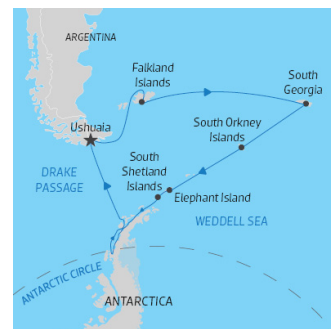 ARGENTINA
Falkland
Islands
South
Georgia
Ushuaia
South Orkney
Islands
DRAKE
PASSAGE
South
Shetland
Islands
Elephant Island
WEDDELL SEA
ANTARCTIC CIRCLE
ANTARCTICA